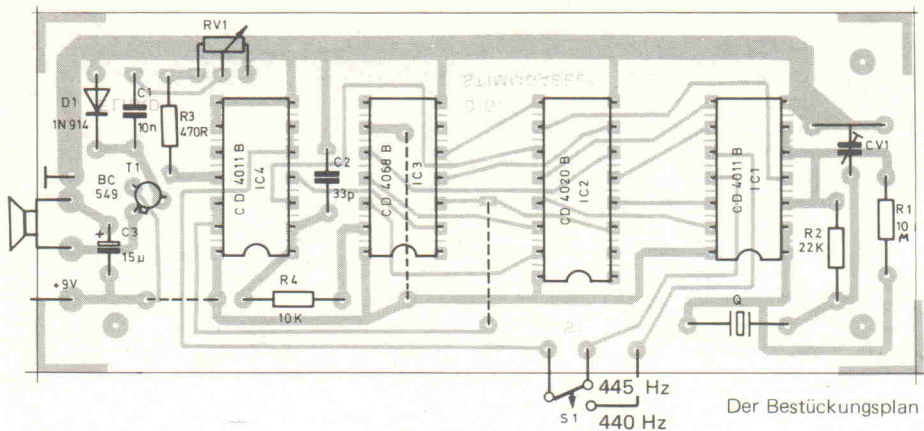 RV1
D1
1N914
C1
10n
R3
470R
T1
BC
549
C3
+
15µ
+9V
CD 4011 B
IC4
C2
33p
CD 4068 B
IC3
CD 4020 B
IC2
CD 4011 B
IC1
CV1
R1
10
M
R2
22K
R4
10K
Q
S1
445 Hz
440 Hz
Der Bestückungsplan